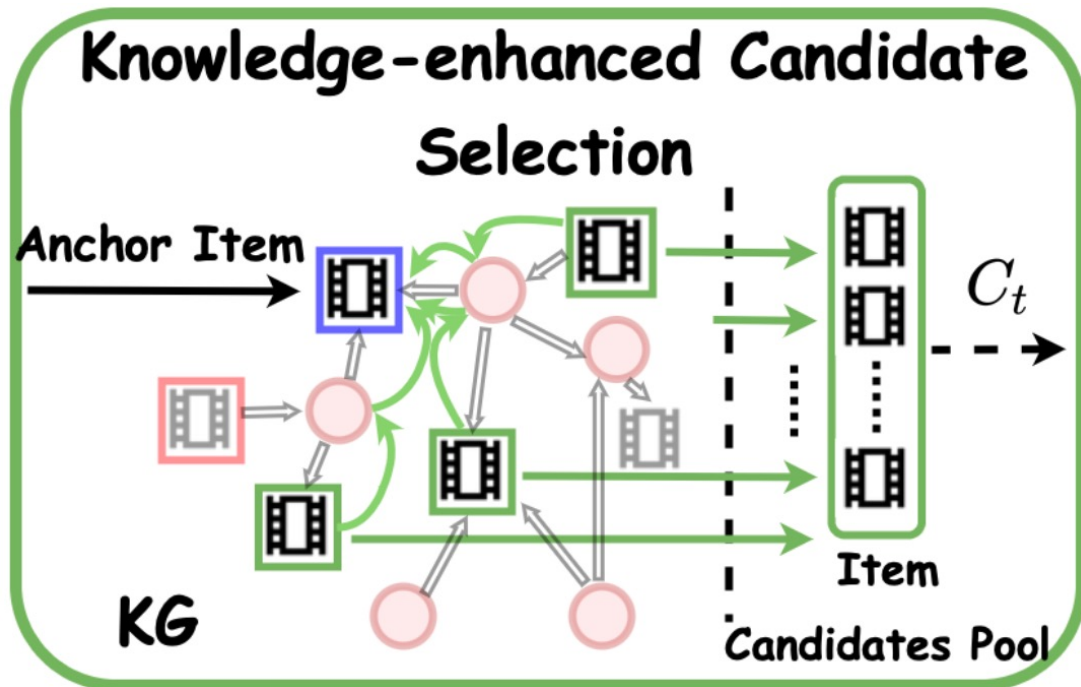 Knowledge-enhanced Candidate
Selection
Anchor Item
C_t
Item
KG
Candidates Pool